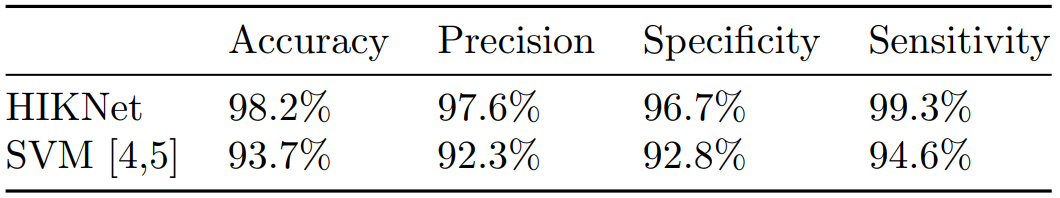 Accuracy Precision Specificity Sensitivity
HIKNet 98.2% 97.6% 96.7% 99.3%
SVM [4,5] 93.7% 92.3% 92.8% 94.6%